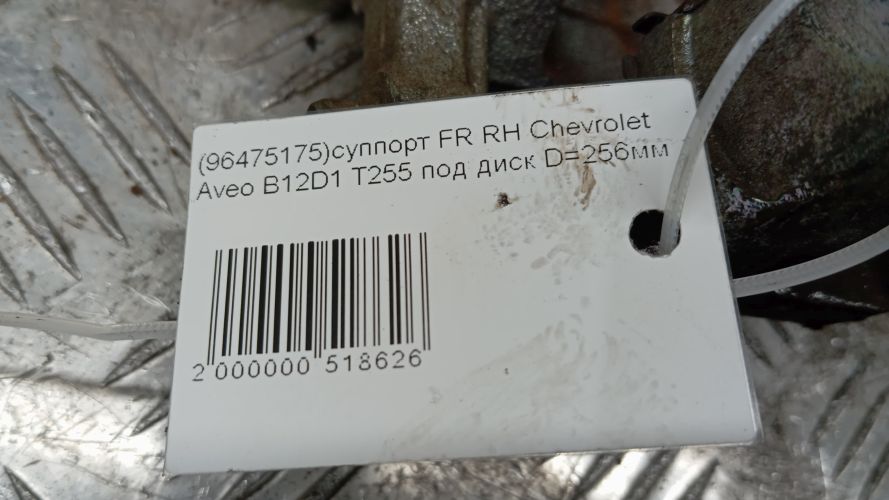 (96475175)суппорт FR RH Chevrolet
Aveo B12D1 T255 под диск D=256мм
2 000000 518626